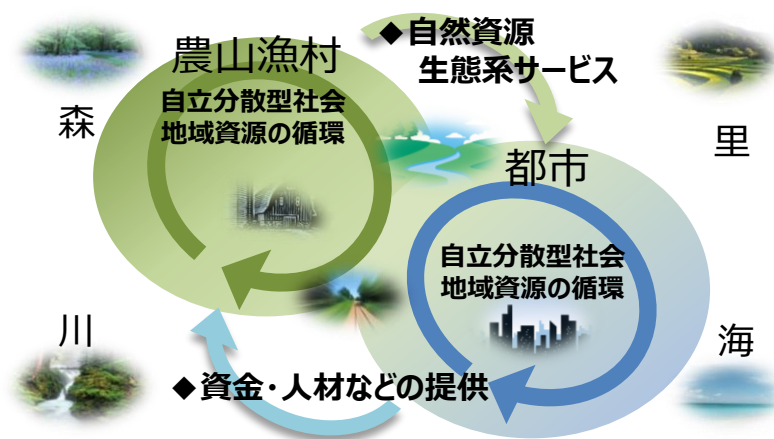 ◆自然資源
生態系サービス
農山漁村
自立分散型社会
地域資源の循環
森
里
都市
自立分散型社会
地域資源の循環
川
海
◆資金・人材などの提供